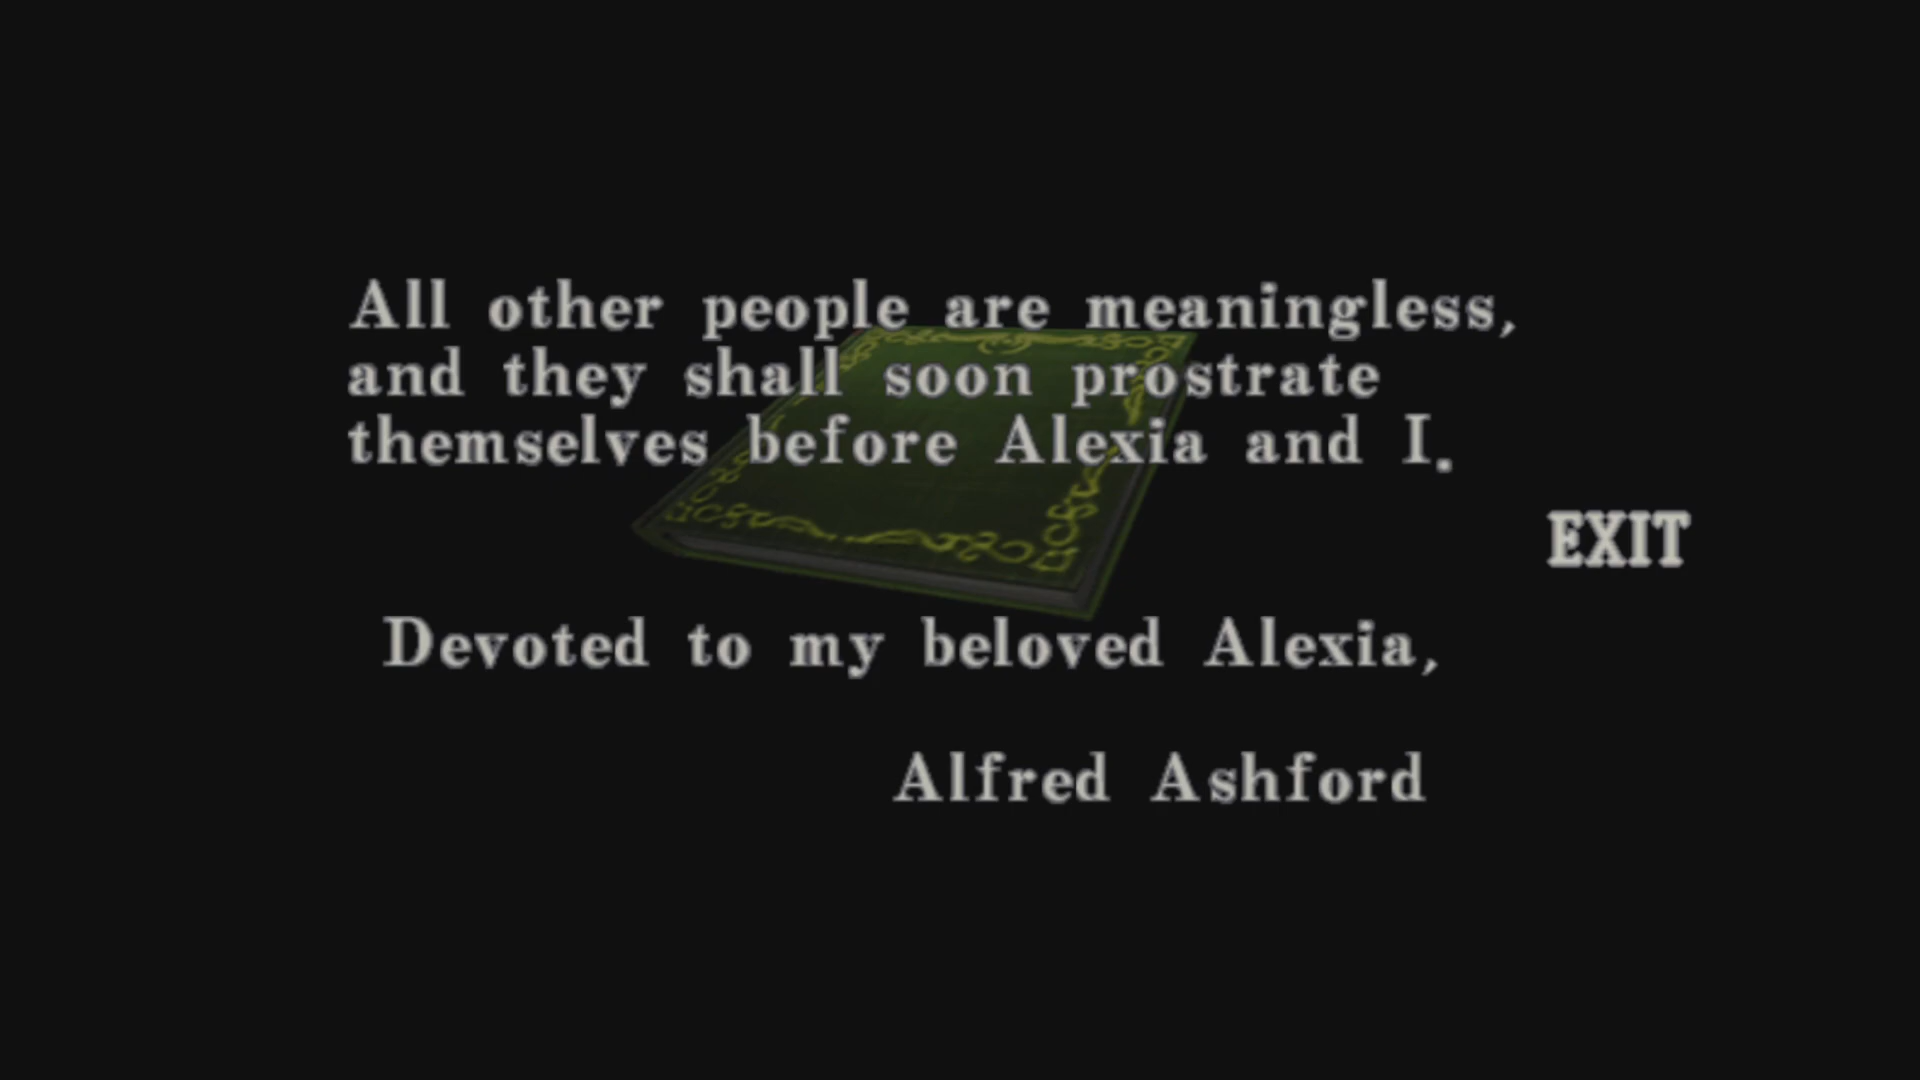 All other people are meaningless,
and they shall soon prostrate
themselves before Alexia and I.
EXIT
Devoted to my beloved Alexia,
Alfred Ashford